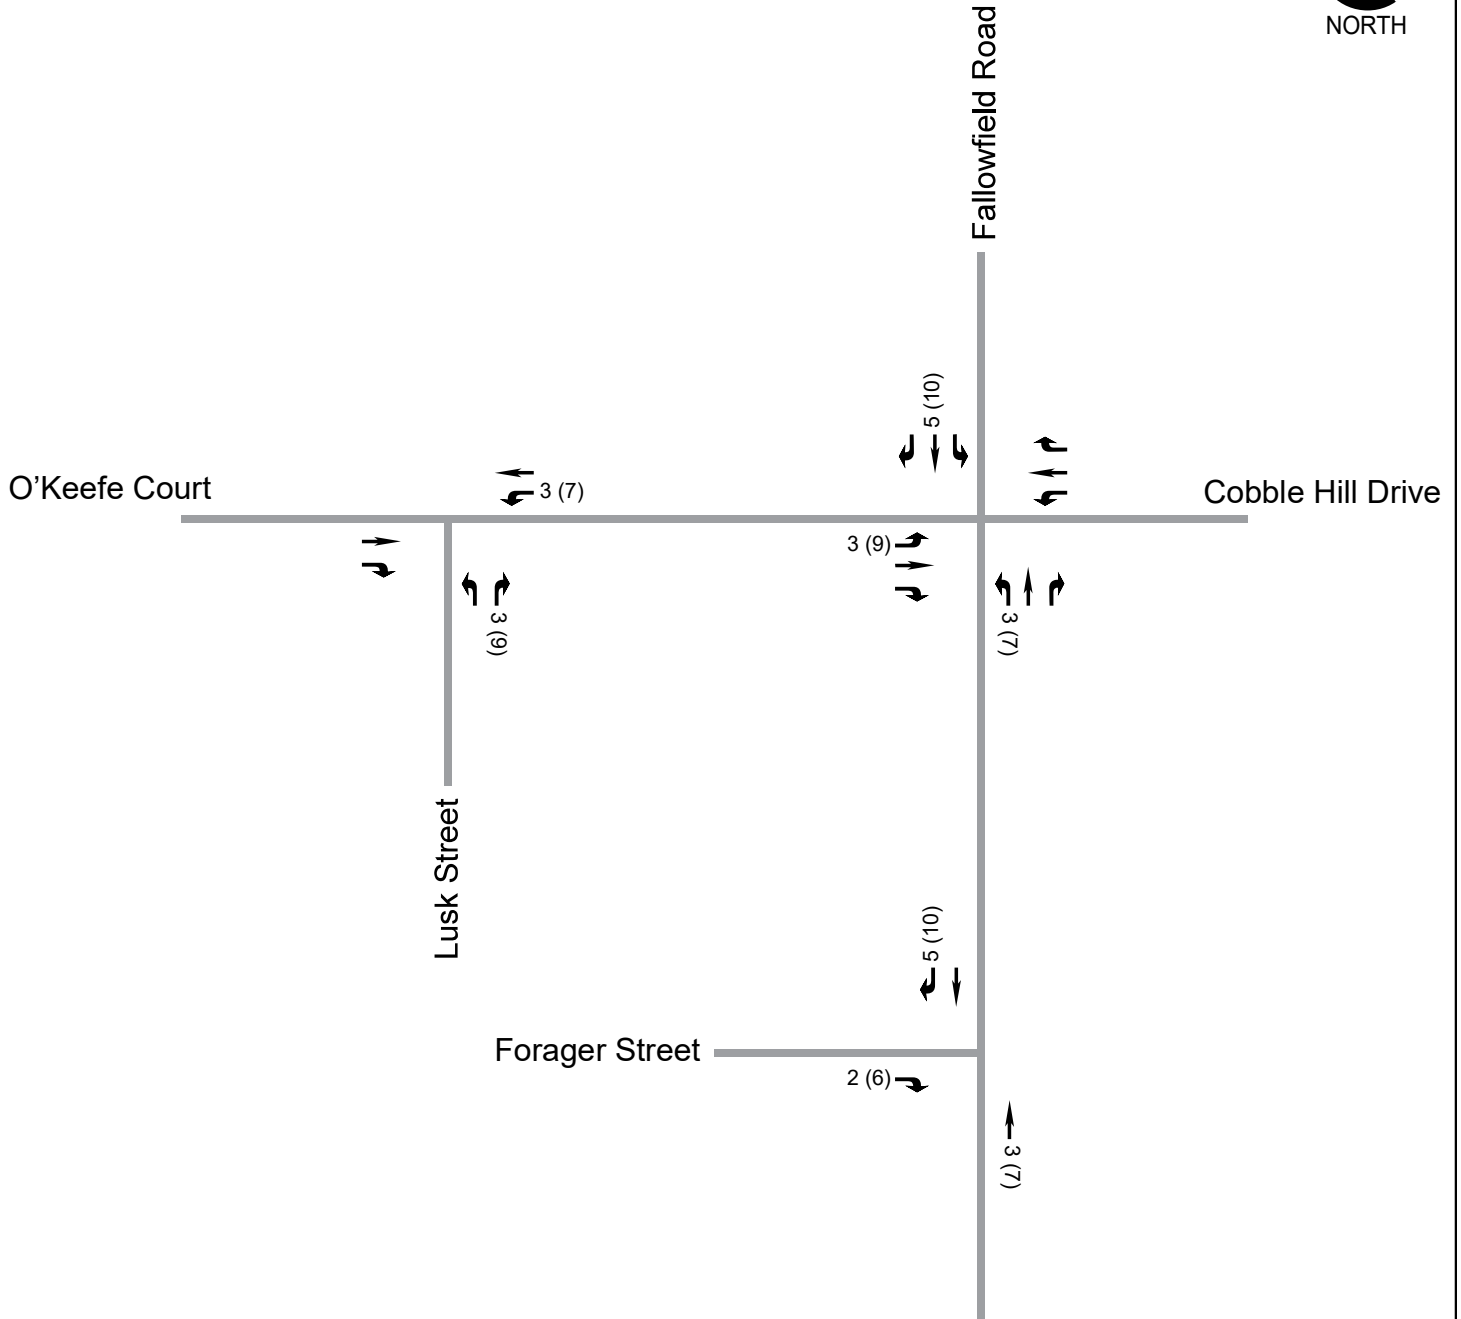 NORTH
Fallowfield Road
5 (10)
O’Keefe Court
3 (7)
Cobble Hill Drive
3 (9)
3 (9)
3 (7)
Lusk Street
5 (10)
Forager Street
2 (6)
3 (7)